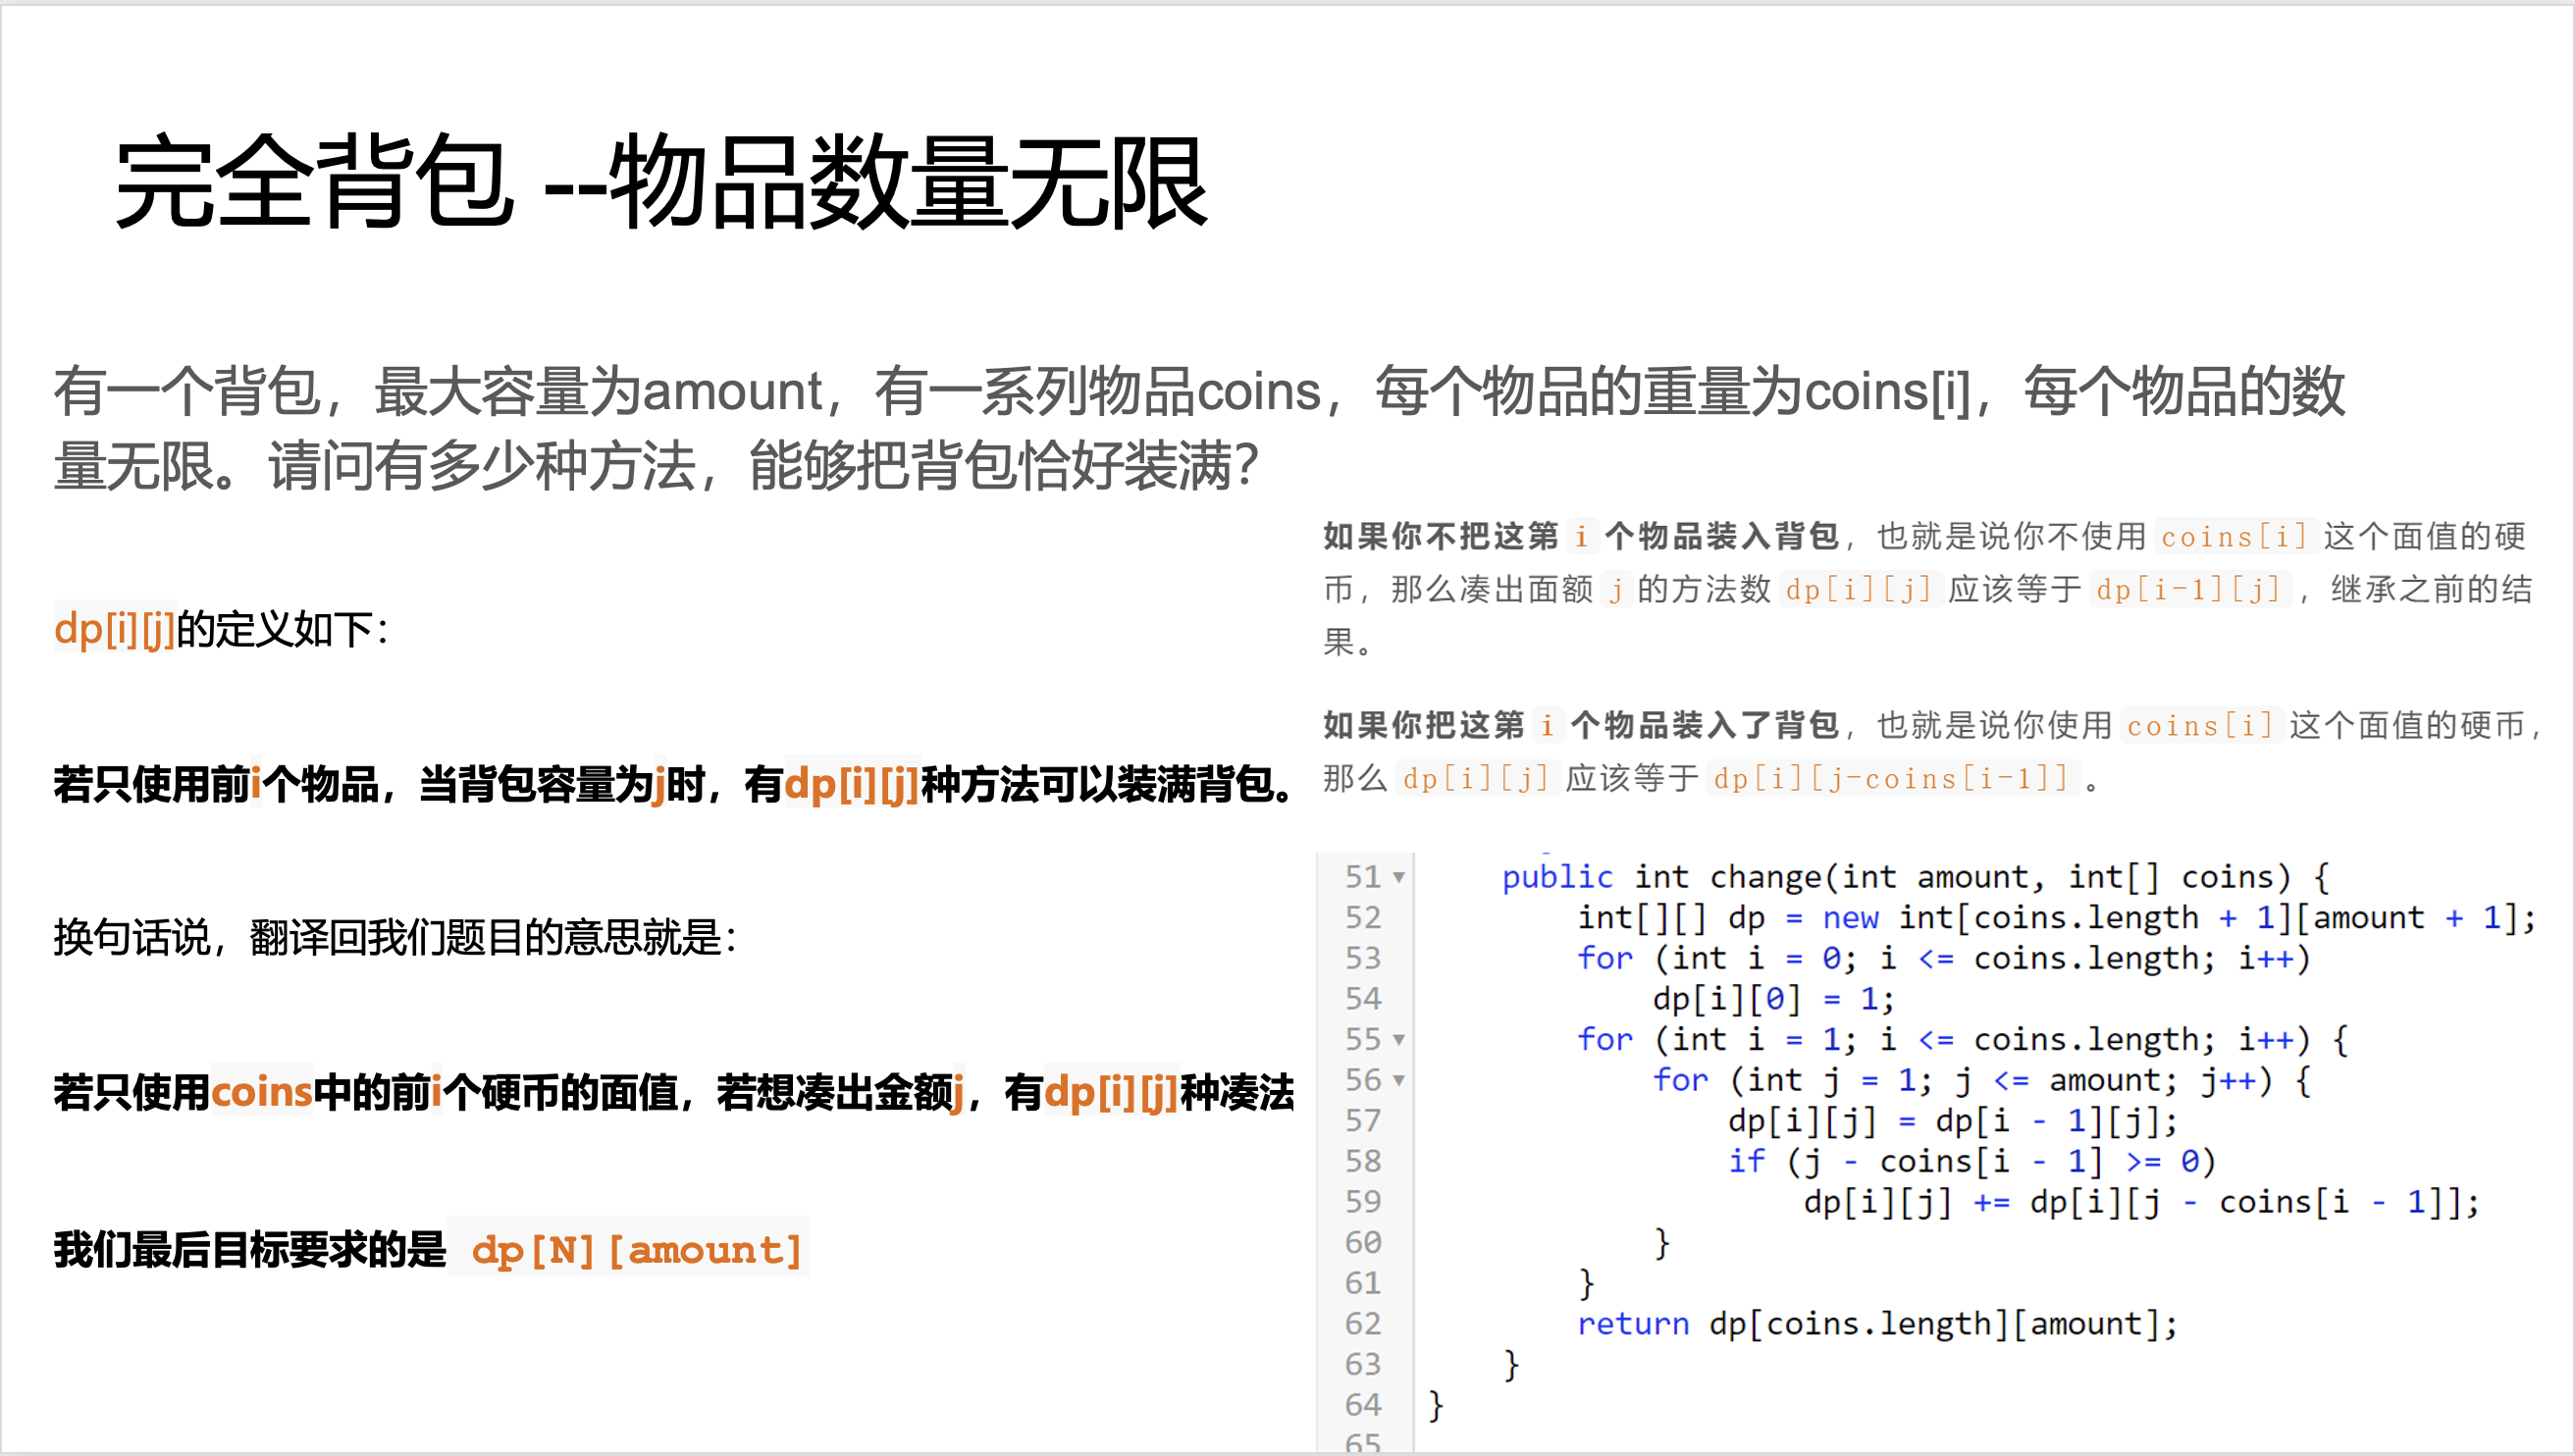 完全背包 --物品数量无限
有一个背包，最大容量为amount，有一系列物品coins，每个物品的重量为coins[i]，每个物品的数
量无限。请问有多少种方法，能够把背包恰好装满？
dp[i][j]的定义如下：
若只使用前i个物品，当背包容量为j时，有dp[i][j]种方法可以装满背包。
换句话说，翻译回我们题目的意思就是：
若只使用coins中的前i个硬币的面值，若想凑出金额j，有dp[i][j]种凑法
我们最后目标要求的是 dp[N][amount]
如果你不把这第 i 个物品装入背包，也就是说你不使用 coins[i] 这个面值的硬
币，那么凑出面额 j 的方法数 dp[i][j] 应该等于 dp[i-1][j] ，继承之前的结
果。
如果你把这第 i 个物品装入了背包，也就是说你使用 coins[i] 这个面值的硬币，
那么 dp[i][j] 应该等于 dp[i][j-coins[i-1]] 。
51 ▾ public int change(int amount, int[] coins) {
52 int[][] dp = new int[coins.length + 1][amount + 1];
53 for (int i = 0; i <= coins.length; i++)
54 dp[i][0] = 1;
55 ▾ for (int i = 1; i <= coins.length; i++) {
56 ▾ for (int j = 1; j <= amount; j++) {
57 dp[i][j] = dp[i - 1][j];
58 if (j - coins[i - 1] >= 0)
59 dp[i][j] += dp[i][j - coins[i - 1]];
60 }
61 }
62 return dp[coins.length][amount];
63 }
64 }
65